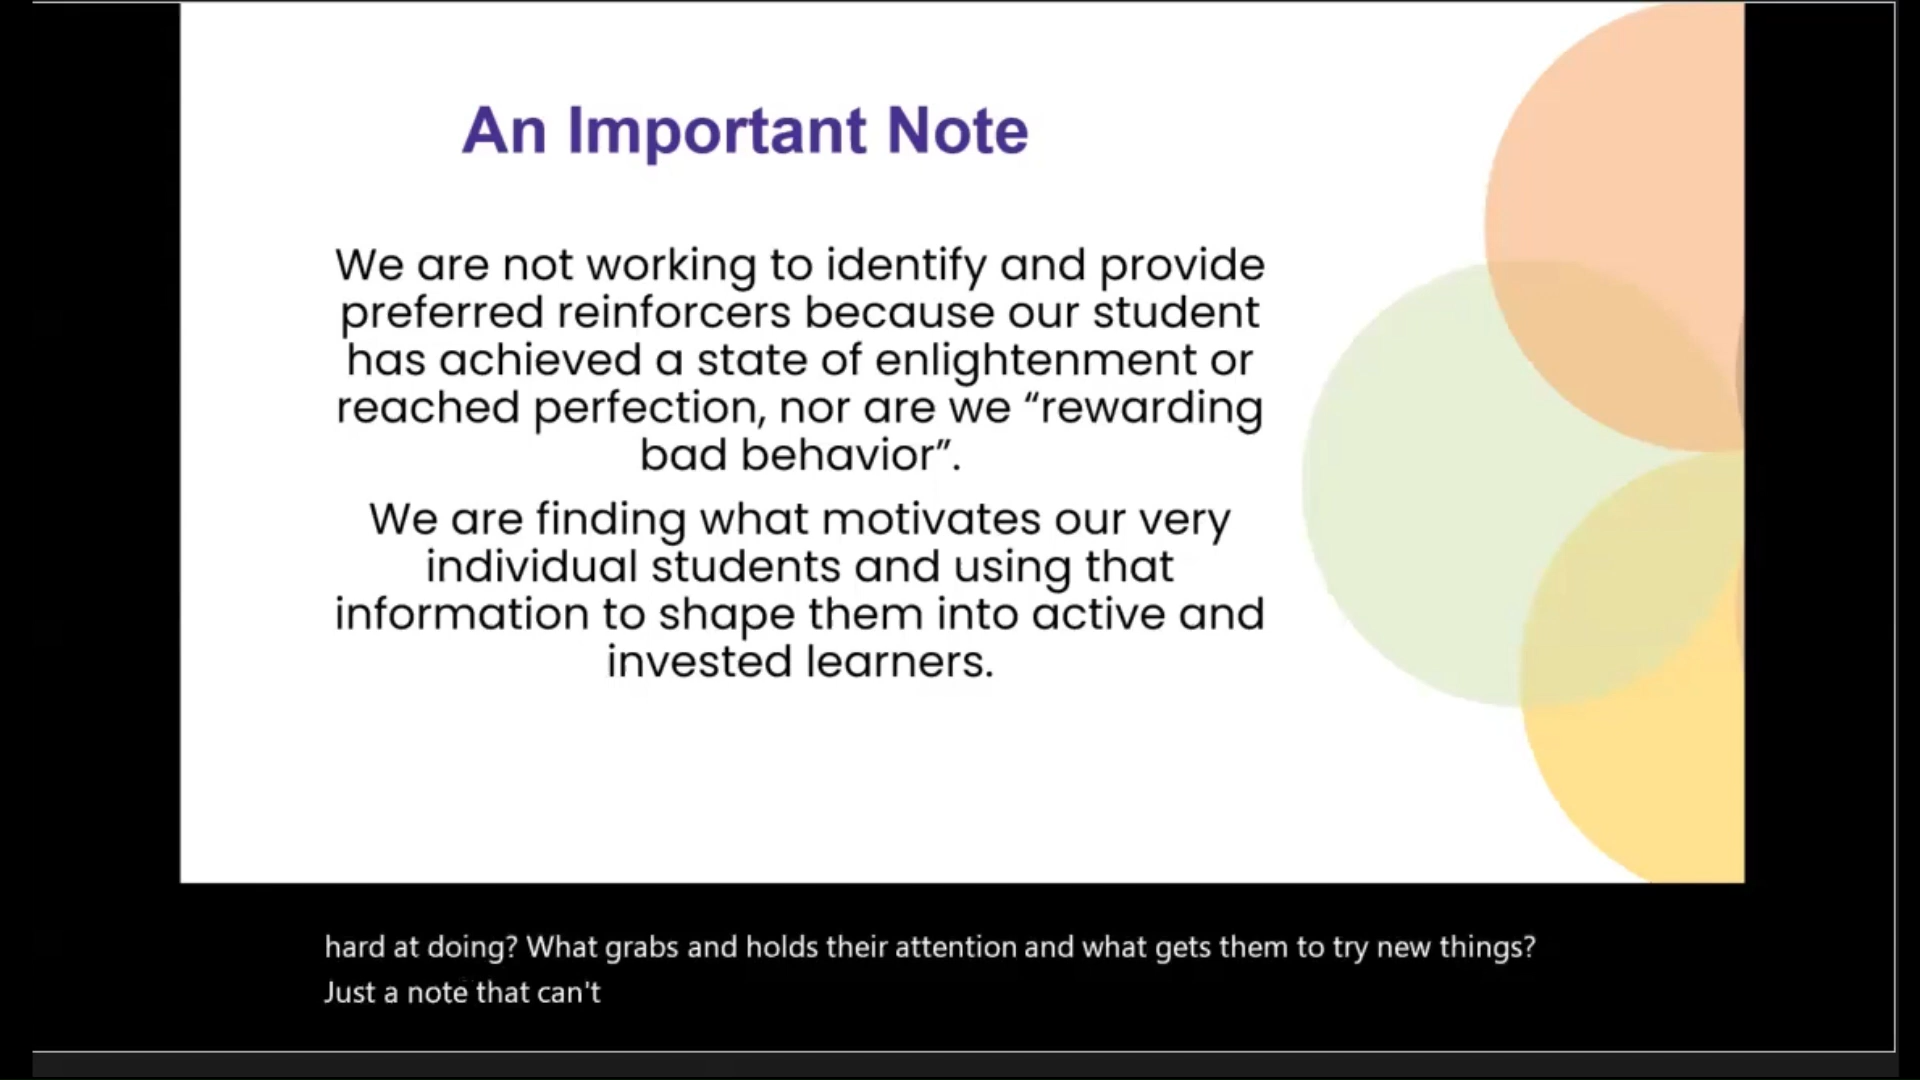 An Important Note
We are not working to identify and provide
preferred reinforcers because our student
has achieved a state of enlightenment or
reached perfection, nor are we “rewarding
bad behavior”.
We are finding what motivates our very
individual students and using that
information to shape them into active and
invested learners.
hard at doing? What grabs and holds their attention and what gets them to try new things?
Just a note that can't